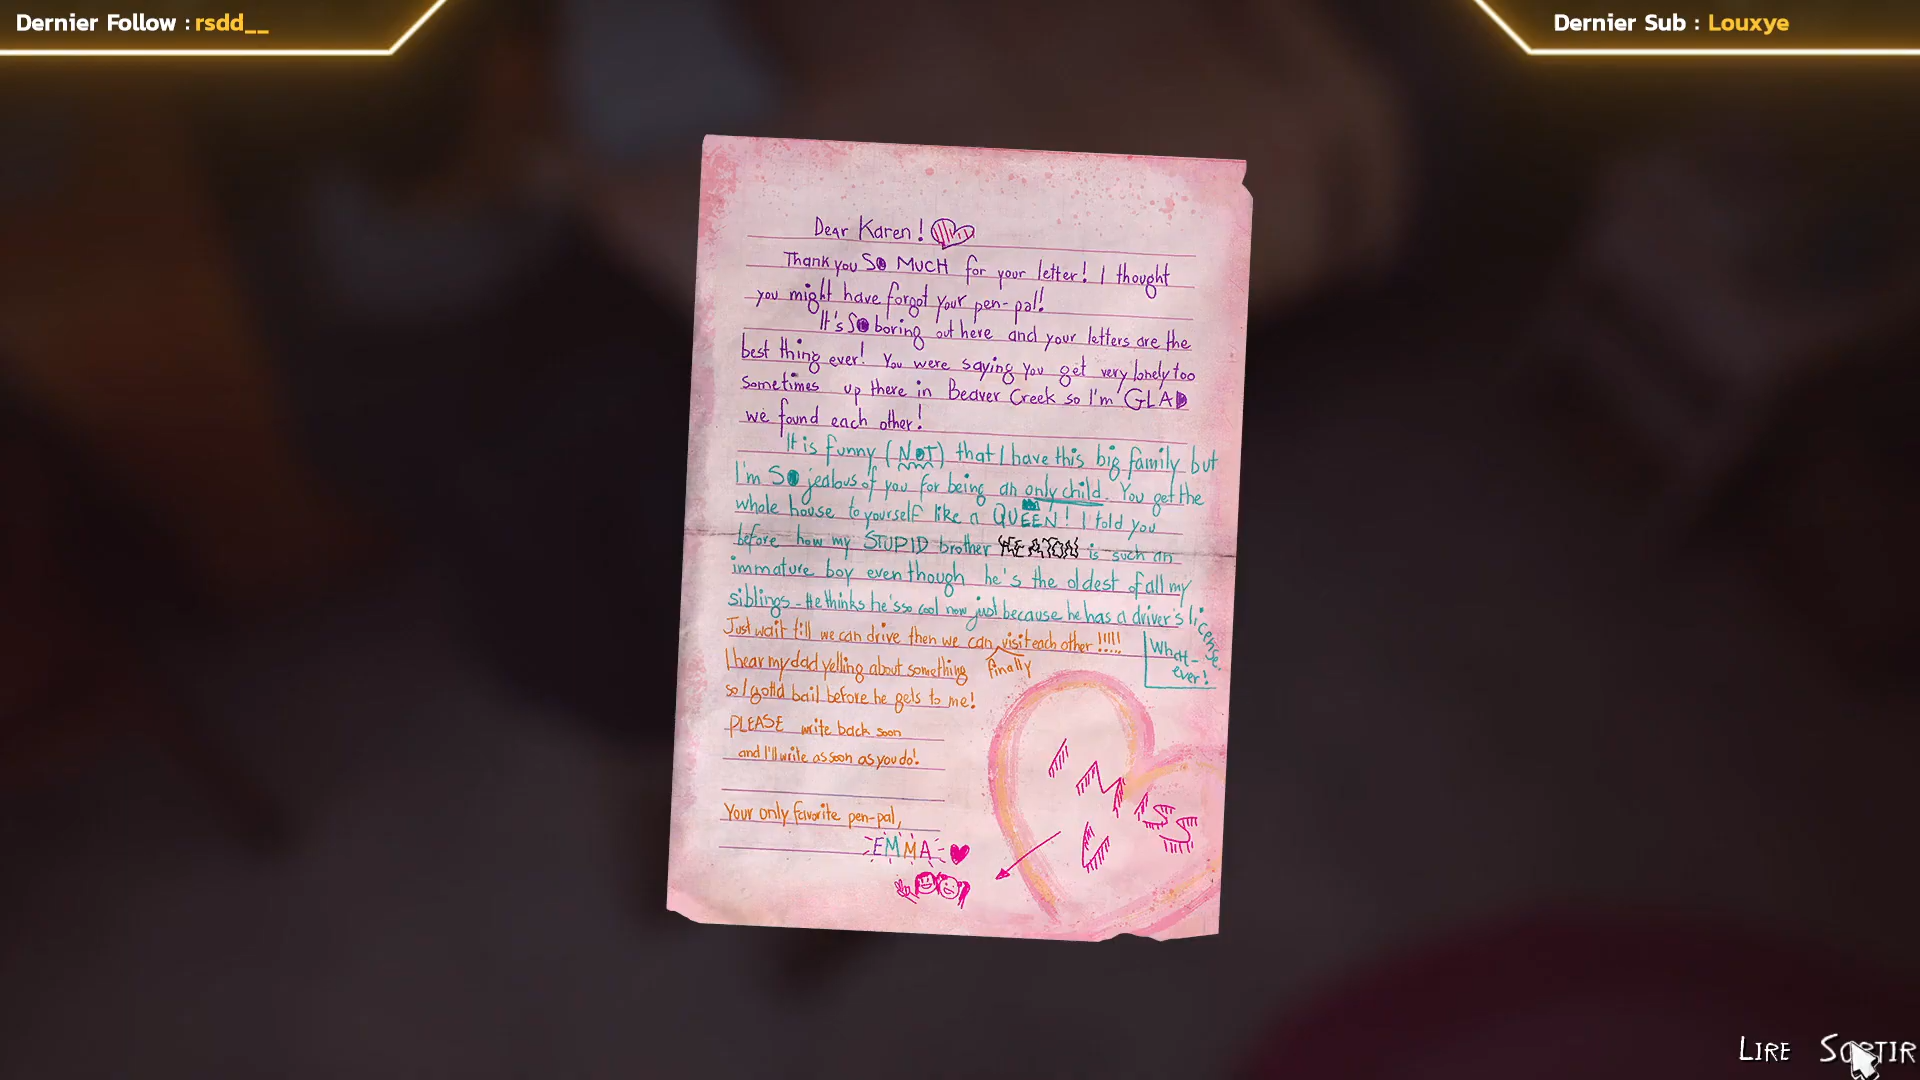 Dernier Follow : rsdd__
Dernier Sub : Louxye
Dear Karen!
Thank you SO MUCH for your letter! I thought
you might have forgot your pen-pal!
It's SO boring out here and your letters are the
best thing ever! You were saying you get very lonely too
sometimes up there in Beaver Creek so I'm GLAD
we found each other!
It is funny (NOT) that I have this big family but
I'm SO jealous of you for being an only child. You get the
whole house to yourself like a QUEEN! I told you
before how my STUPID brother HEATON is such an
immature boy even though he's the oldest of all my
siblings - He thinks he's so cool now just because he has a driver's license.
What-
ever!
Just wait till we can visit each other!!!!!
finally
I hear my dad yelling about something
so I gotta bail before he gets to me!
PLEASE write back soon
and I'll write as soon as you do!
Your only favorite pen-pal,
EMMA
I
MISS
U
LIRE SORTIR